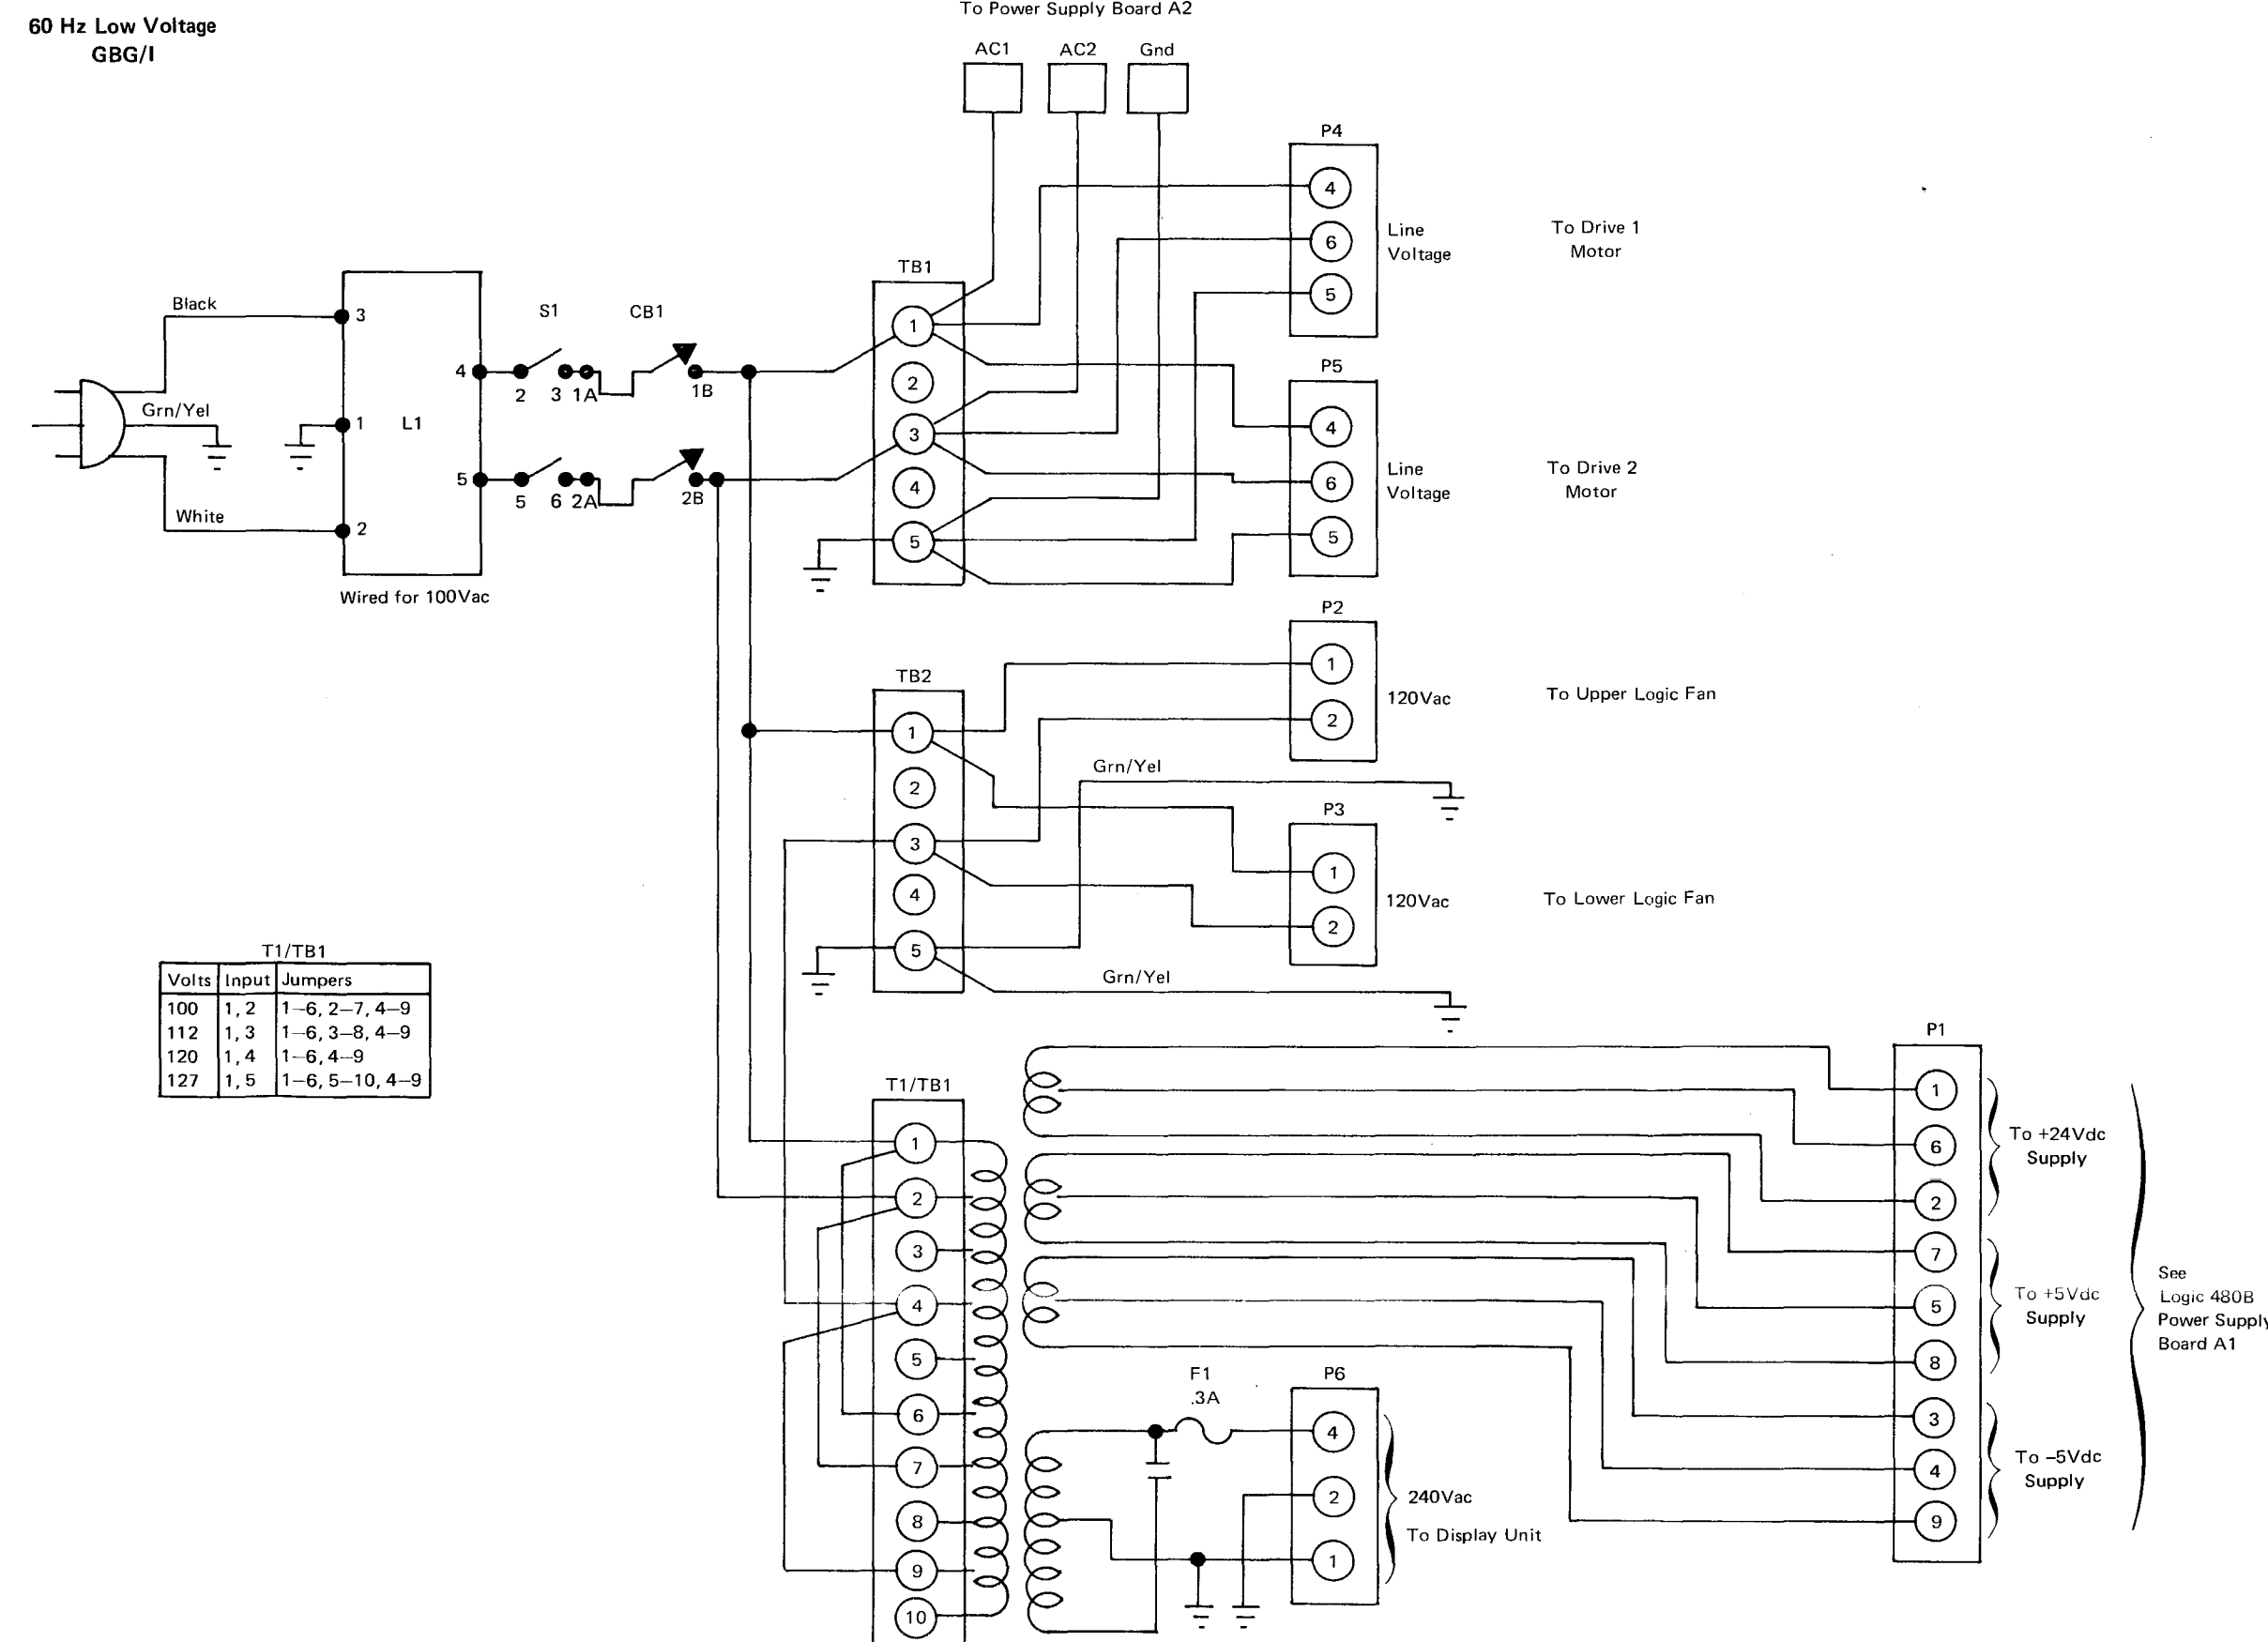 60 Hz Low Voltage
GBG/I
To Power Supply Board A2
AC1 AC2 Gnd
P4
4
6
5
Line
Voltage
To Drive 1
Motor
Black
Grn/Yel
White
3
1
2
L1
4
5
Wired for 100Vac
S1
CB1
2 3 1A 1B
5 6 2A 2B
TB1
1
2
3
4
5
P5
4
6
5
Line
Voltage
To Drive 2
Motor
P2
1
2
120Vac
To Upper Logic Fan
TB2
1
2
3
4
5
Grn/Yel
P3
1
2
120Vac
To Lower Logic Fan
Grn/Yel
T1/TB1
Volts Input Jumpers
100 1, 2 1–6, 2–7, 4–9
112 1, 3 1–6, 3–8, 4–9
120 1, 4 1–6, 4–9
127 1, 5 1–6, 5–10, 4–9
T1/TB1
1
2
3
4
5
6
7
8
9
10
P1
1
6
2
7
5
8
3
4
9
To +24Vdc
Supply
To +5Vdc
Supply
To –5Vdc
Supply
See
Logic 480B
Power Supply
Board A1
F1
.3A
P6
4
2
1
240Vac
To Display Unit